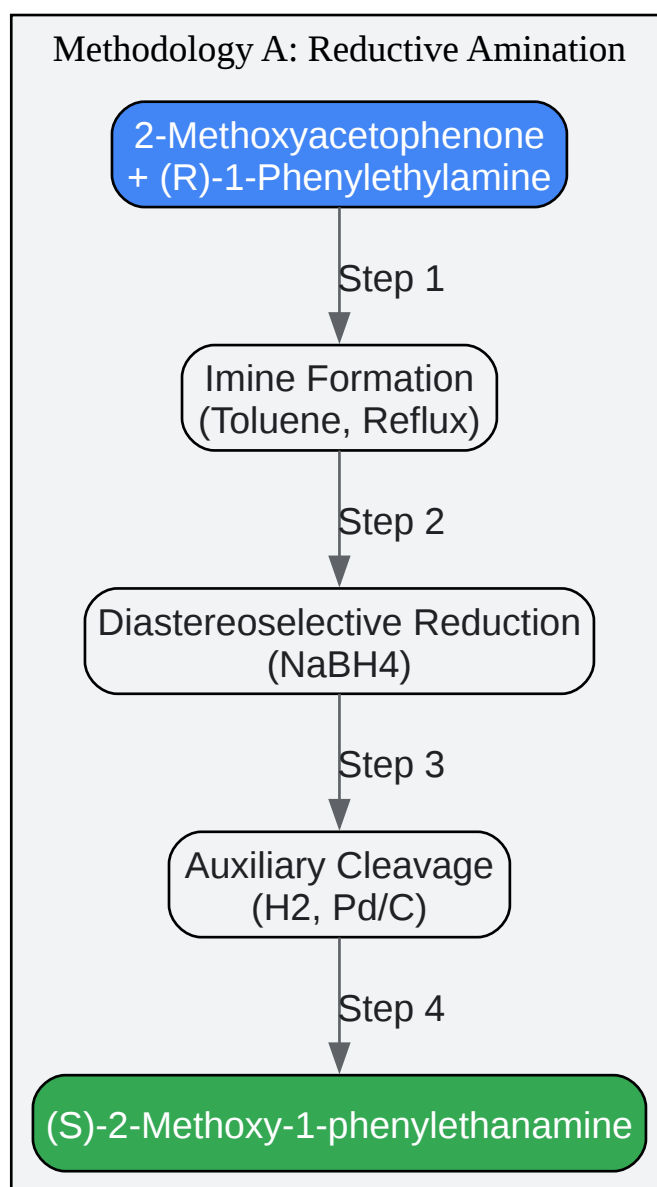 Methodology A: Reductive Amination
2-Methoxyacetophenone
+ (R)-1-Phenylethylamine
Step 1
Imine Formation
(Toluene, Reflux)
Step 2
Diastereoselective Reduction
(NaBH4)
Step 3
Auxiliary Cleavage
(H2, Pd/C)
Step 4
(S)-2-Methoxy-1-phenylethanamine